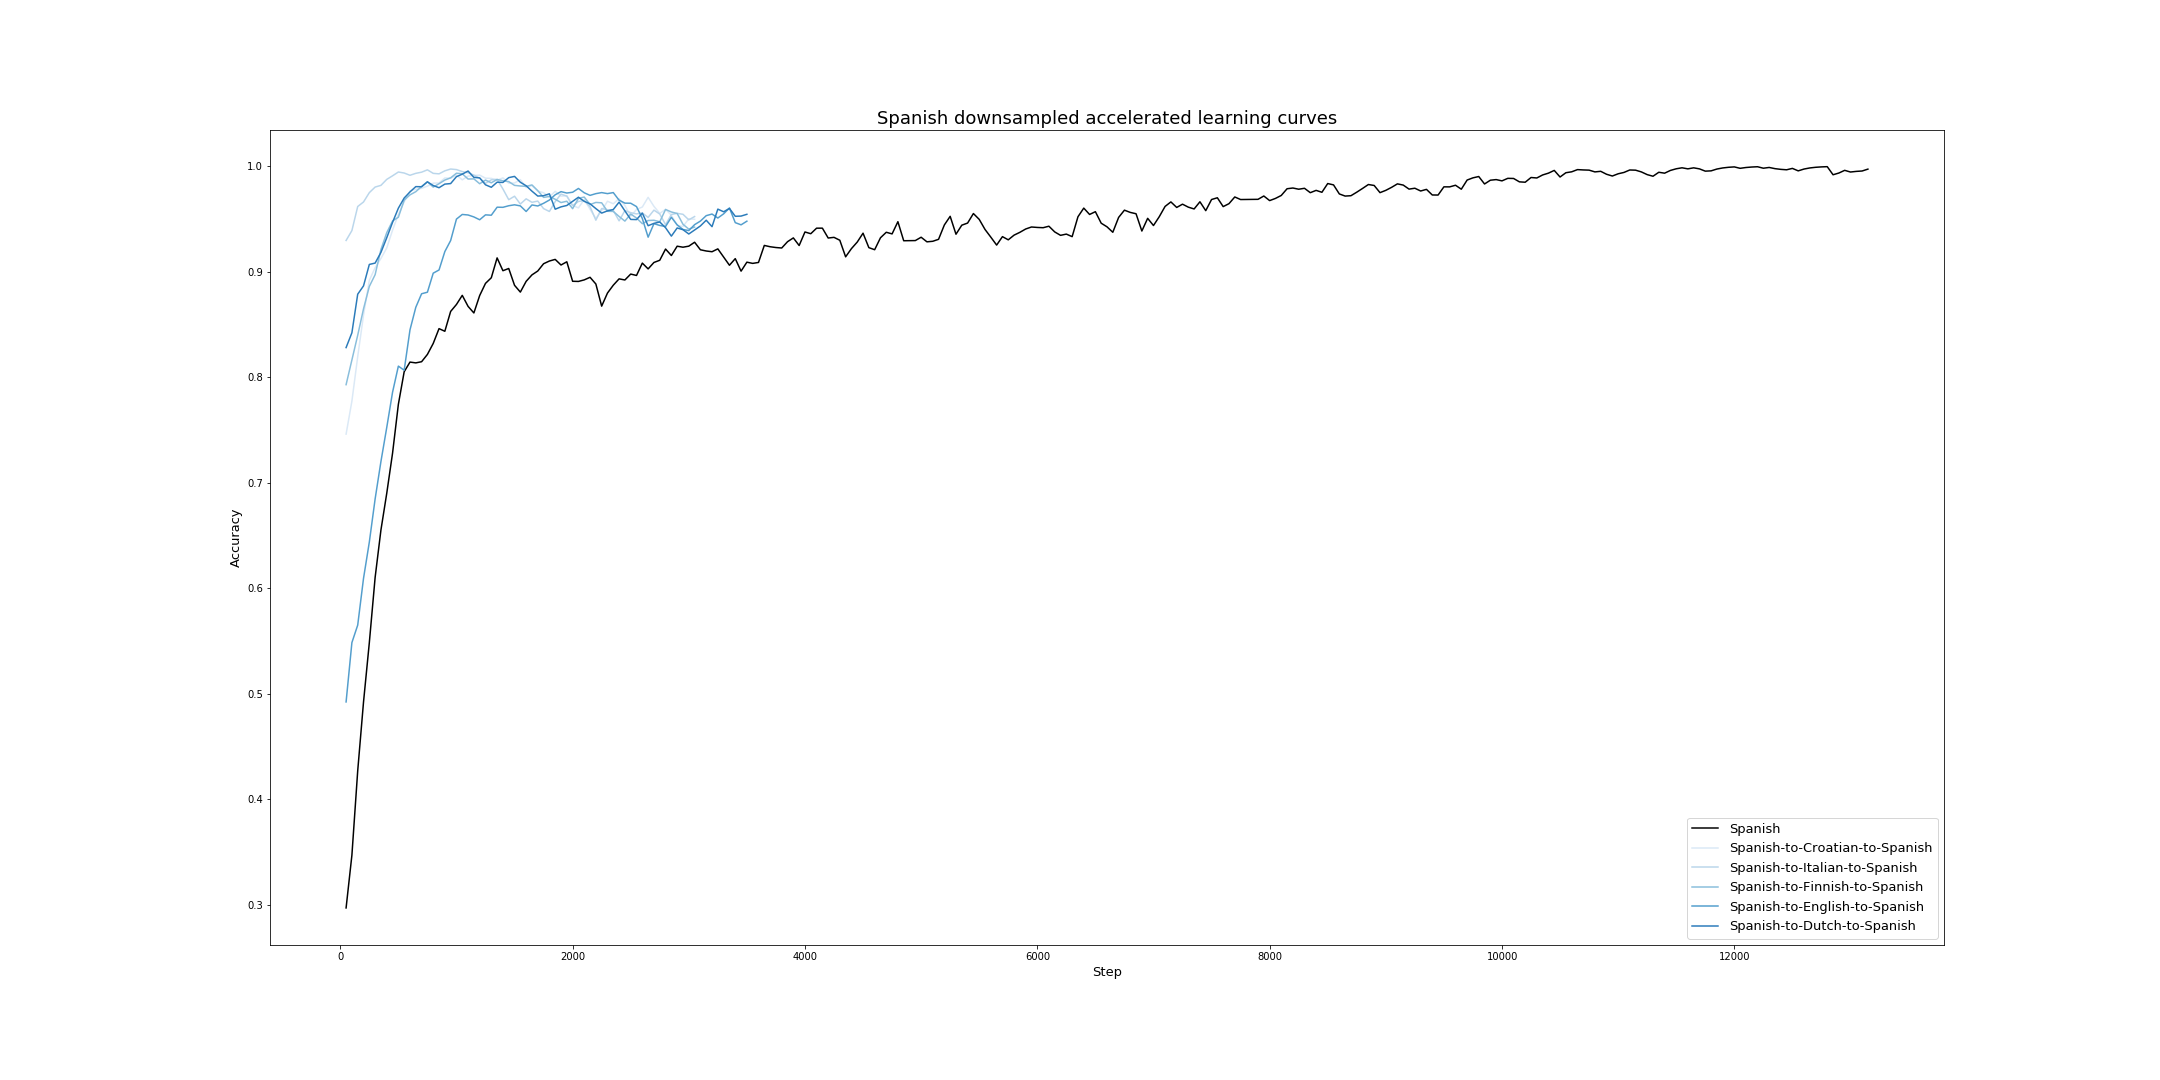 Spanish downsampled accelerated learning curves
1.0
0.9
0.8
0.7
0.6
0.5
0.4
0.3
Accuracy
0
2000
4000
6000
8000
10000
12000
Step
Spanish
Spanish-to-Croatian-to-Spanish
Spanish-to-Italian-to-Spanish
Spanish-to-Finnish-to-Spanish
Spanish-to-English-to-Spanish
Spanish-to-Dutch-to-Spanish